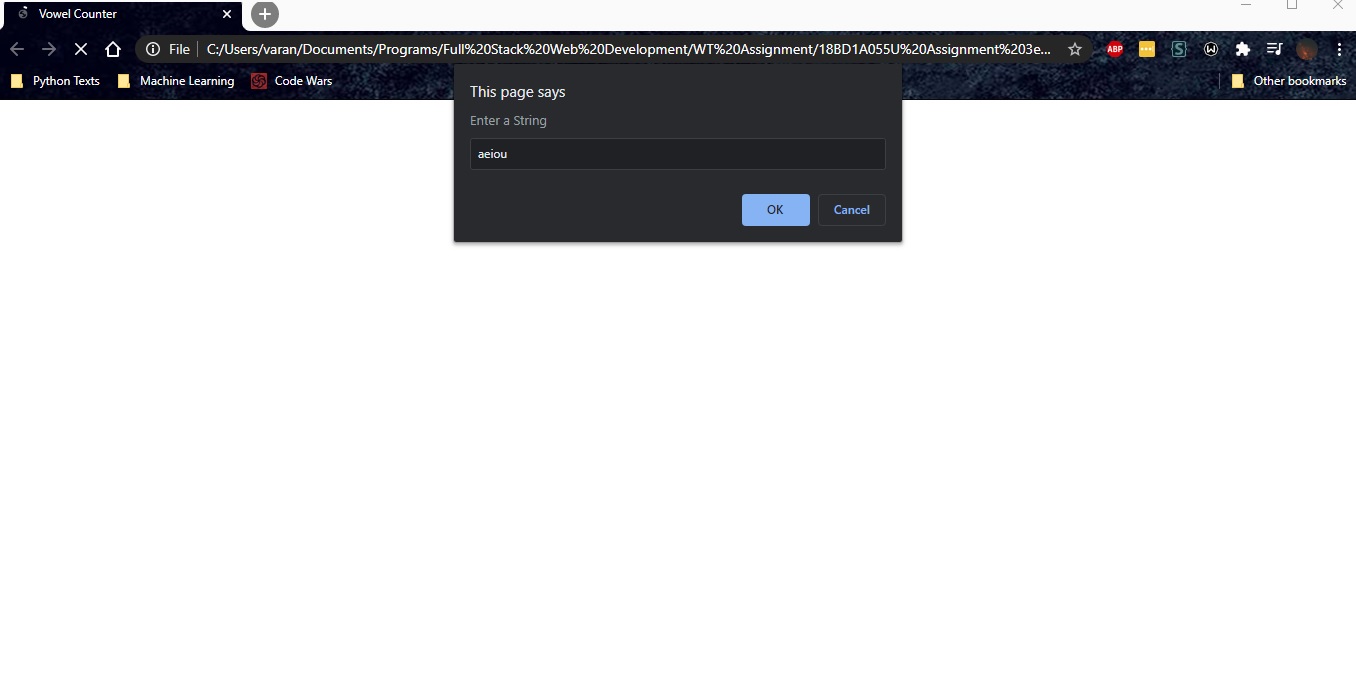 Vowel Counter
File C:/Users/varan/Documents/Programs/Full%20Stack%20Web%20Development/WT%20Assignment/18BD1A055U%20Assignment%203e... ABP S W
Python Texts Machine Learning Code Wars Other bookmarks
This page says
Enter a String
aeiou
OK Cancel